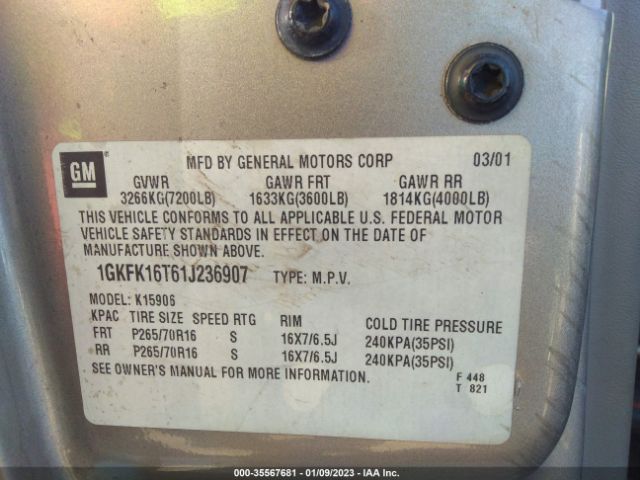 GM
MFD BY GENERAL MOTORS CORP 03/01
GVWR GAWR FRT GAWR RR
3266KG(7200LB) 1633KG(3600LB) 1814KG(4000LB)
THIS VEHICLE CONFORMS TO ALL APPLICABLE U.S. FEDERAL MOTOR
VEHICLE SAFETY STANDARDS IN EFFECT ON THE DATE OF
MANUFACTURE SHOWN ABOVE.
1GKFK16T61J236907 TYPE: M.P.V.
MODEL: K15906
KPAC TIRE SIZE SPEED RTG RIM COLD TIRE PRESSURE
FRT P265/70R16 S 16X7/6.5J 240KPA(35PSI)
RR P265/70R16 S 16X7/6.5J 240KPA(35PSI)
SEE OWNER'S MANUAL FOR MORE INFORMATION.
F 448
T 821
000-35567681 - 01/09/2023 - IAA Inc.